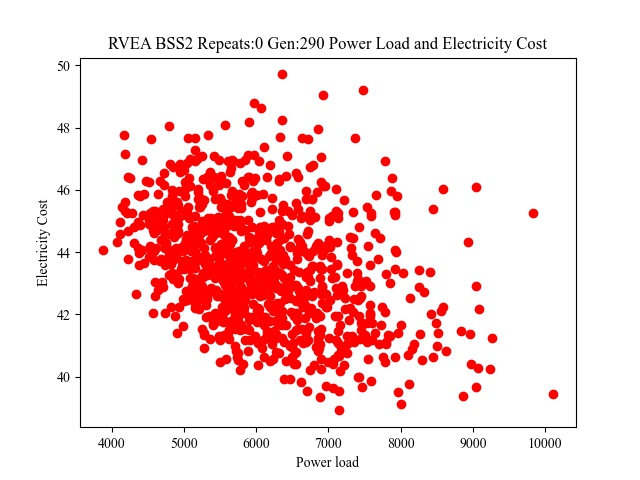 RVEA BSS2 Repeats:0 Gen:290 Power Load and Electricity Cost
50
48
46
44
42
40
Electricity Cost
4000 5000 6000 7000 8000 9000 10000
Power load